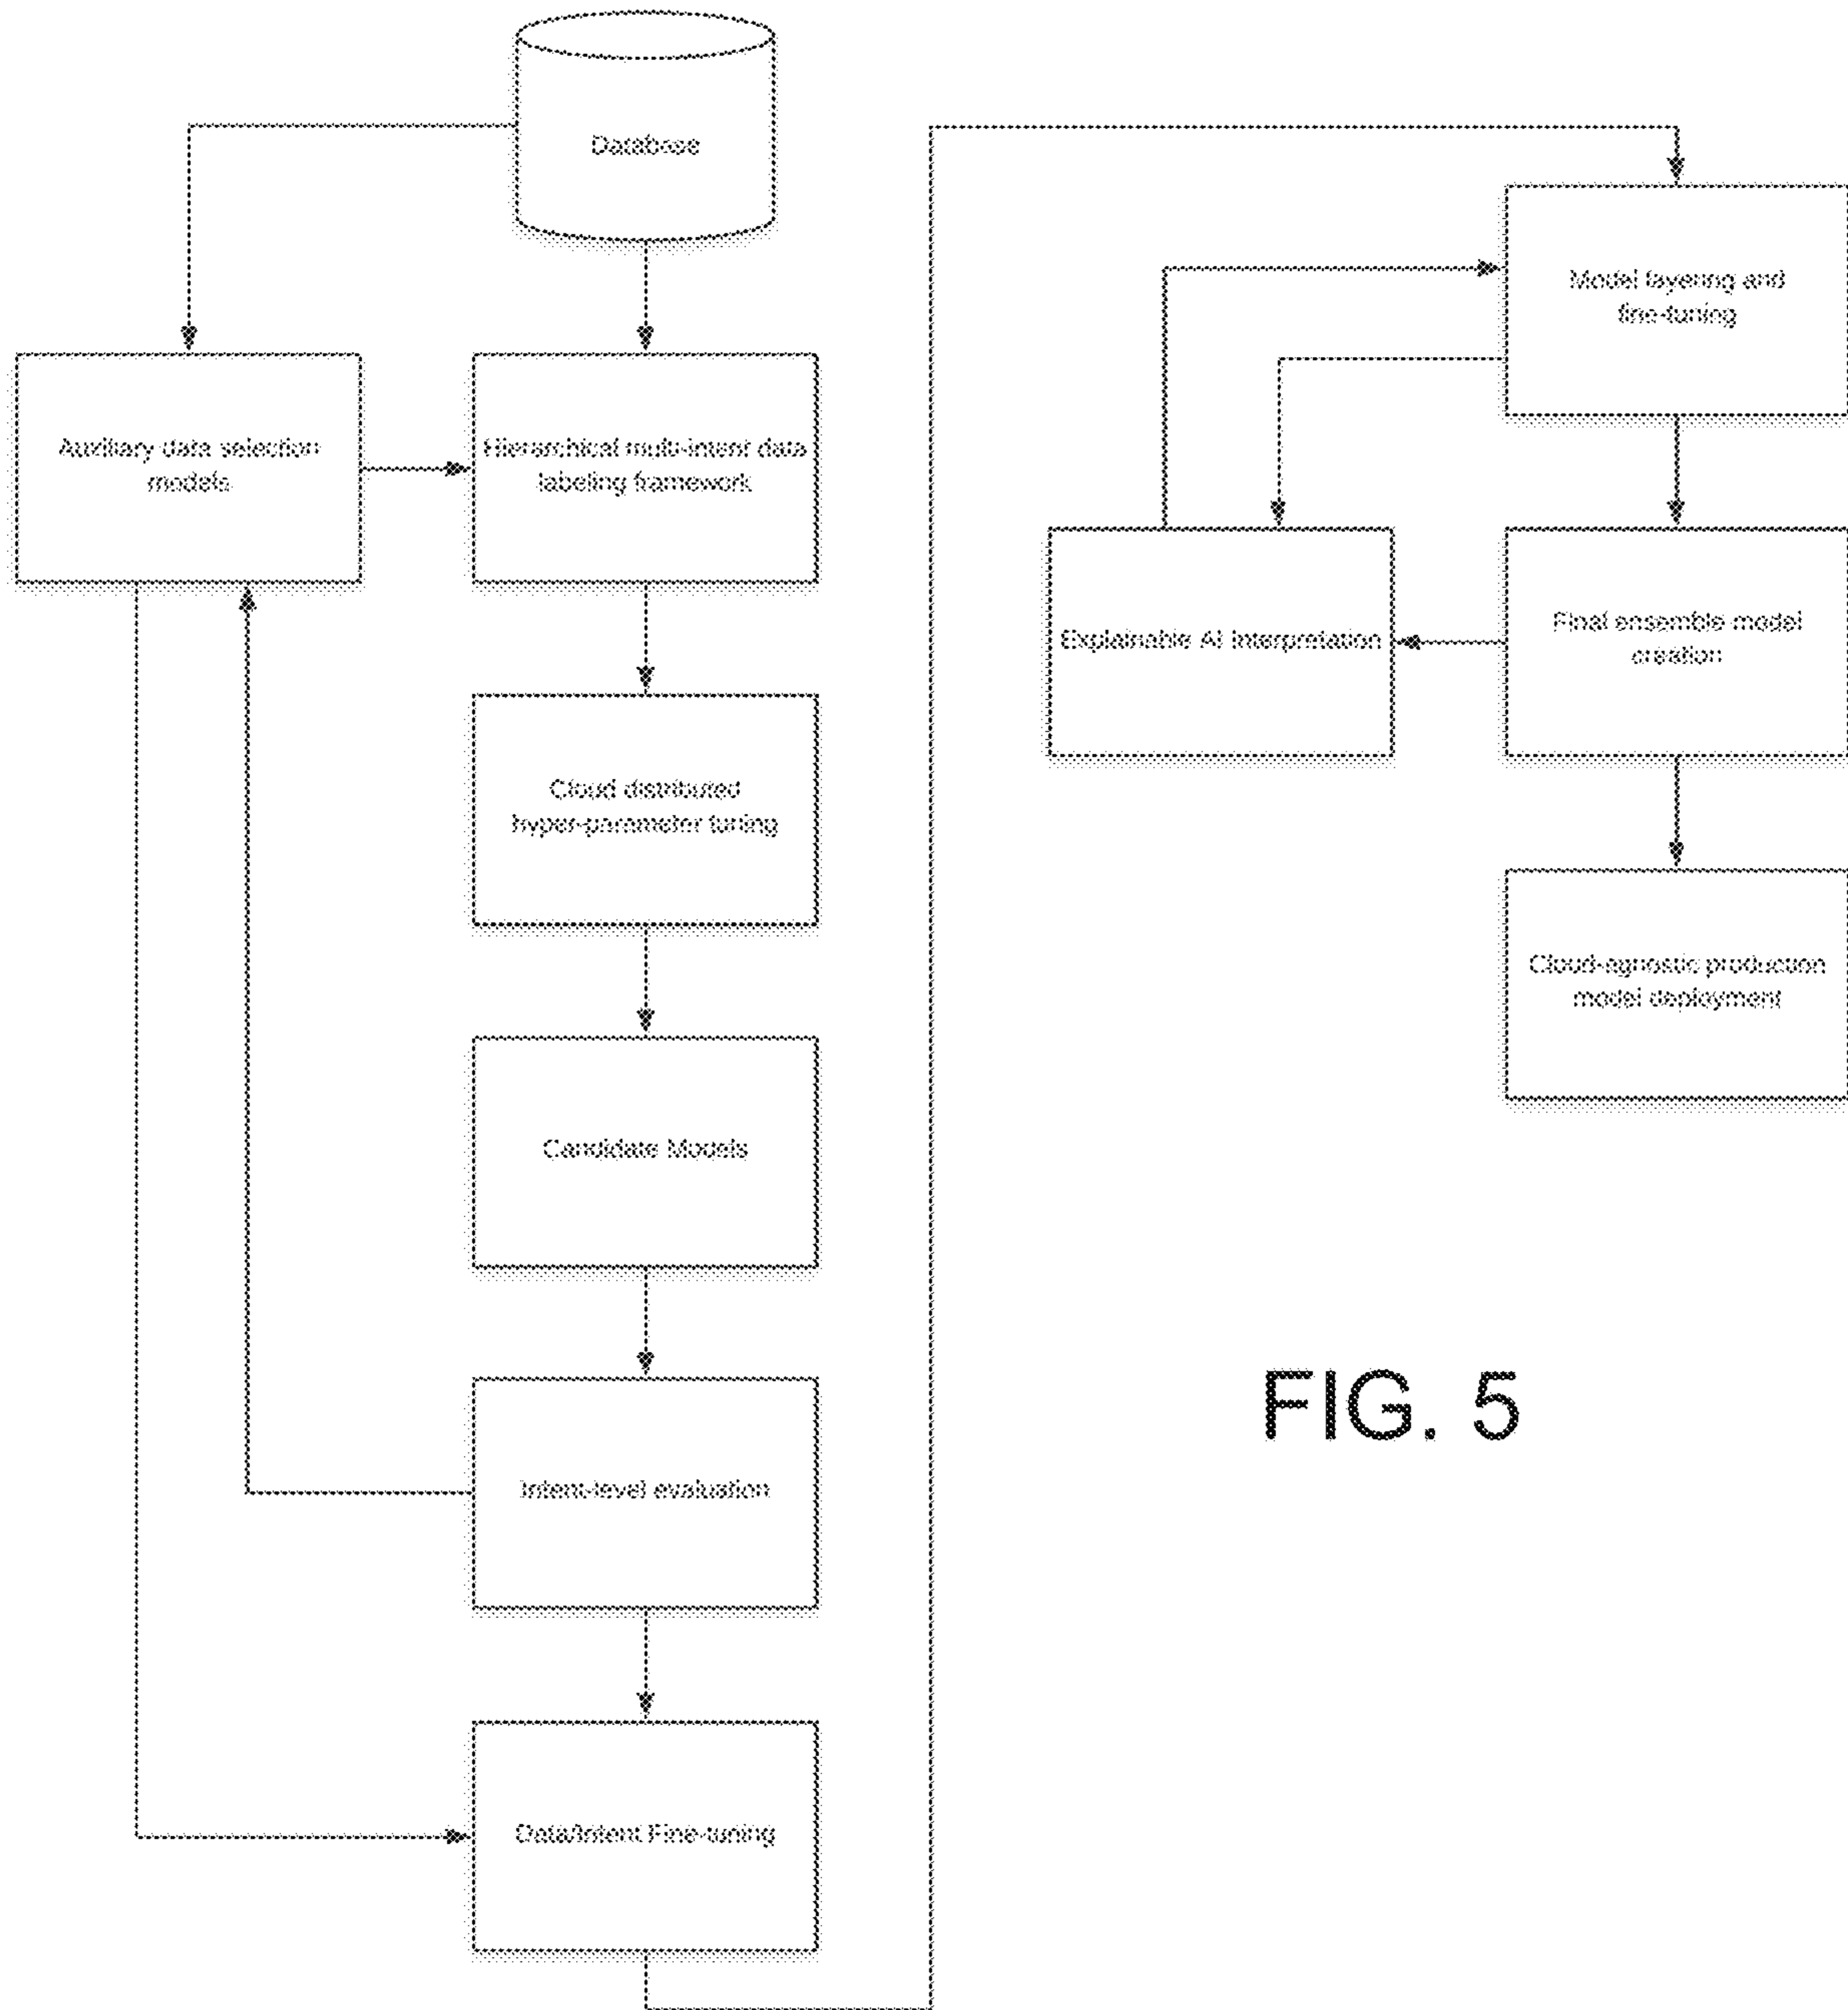 Database
Auxiliary data selection
models
Hierarchical multi-intent data
labeling framework
Cloud distributed
hyper-parameter tuning
Candidate Models
Intent-level evaluation
Data/Intent Fine-tuning
Model layering and
fine-tuning
Explainable AI interpretation
Final ensemble model
creation
Cloud-agnostic production
model deployment
FIG. 5